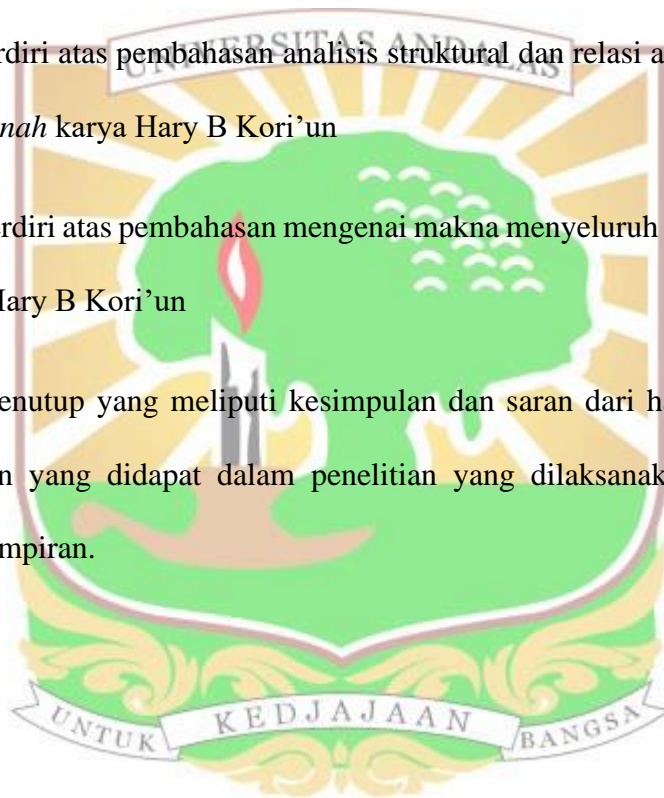 rdiri atas pembahasan analisis struktural dan relasi a
UNIVERSITAS ANDALAS
nah karya Hary B Kori’un
erdiri atas pembahasan mengenai makna menyeluruh
Hary B Kori’un
enutup yang meliputi kesimpulan dan saran dari h
n yang didapat dalam penelitian yang dilaksanak
mpiran.
UNTUK KEDJAJAAN BANGSA